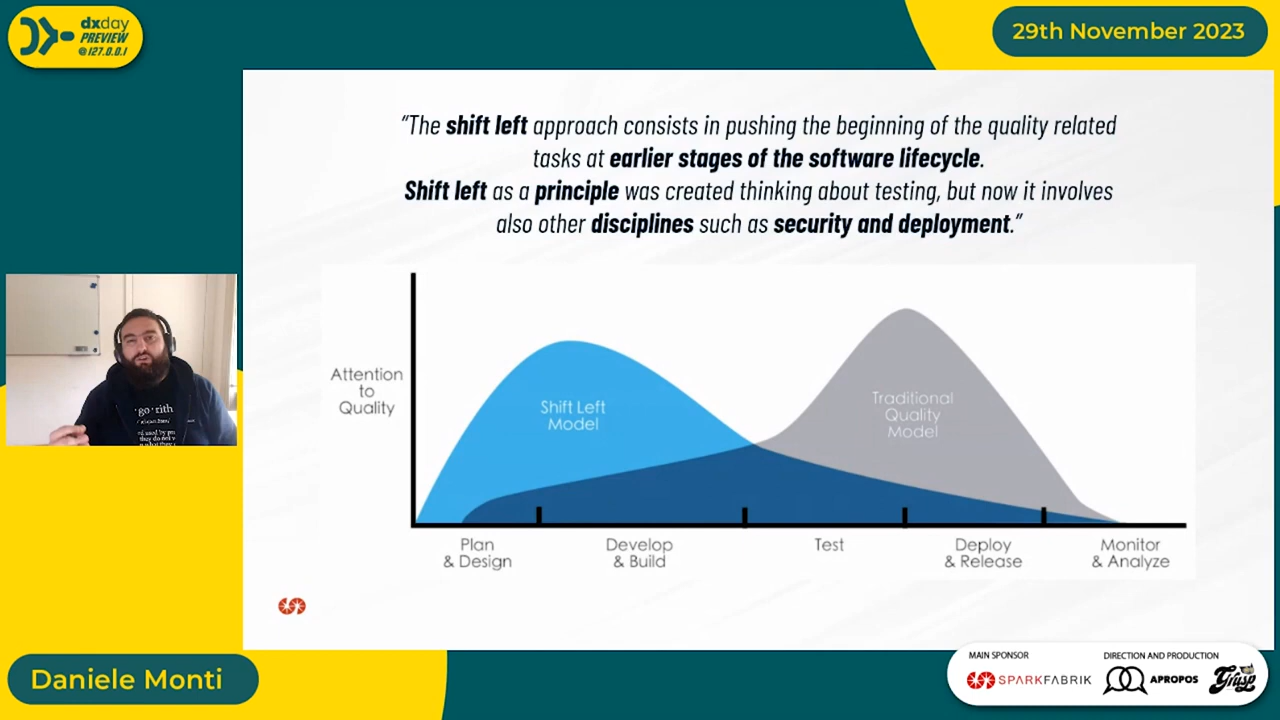 dxday
PREVIEW
@127.0.0.1
29th November 2023
"The shift left approach consists in pushing the beginning of the quality related
tasks at earlier stages of the software lifecycle.
Shift left as a principle was created thinking about testing, but now it involves
also other disciplines such as security and deployment."
Attention
to
Quality
Shift Left
Model
Traditional
Quality
Model
Plan
& Design
Develop
& Build
Test
Deploy
& Release
Monitor
& Analyze
Daniele Monti
MAIN SPONSOR
SPARKFABRIK
DIRECTION AND PRODUCTION
APROPOS
Grusp